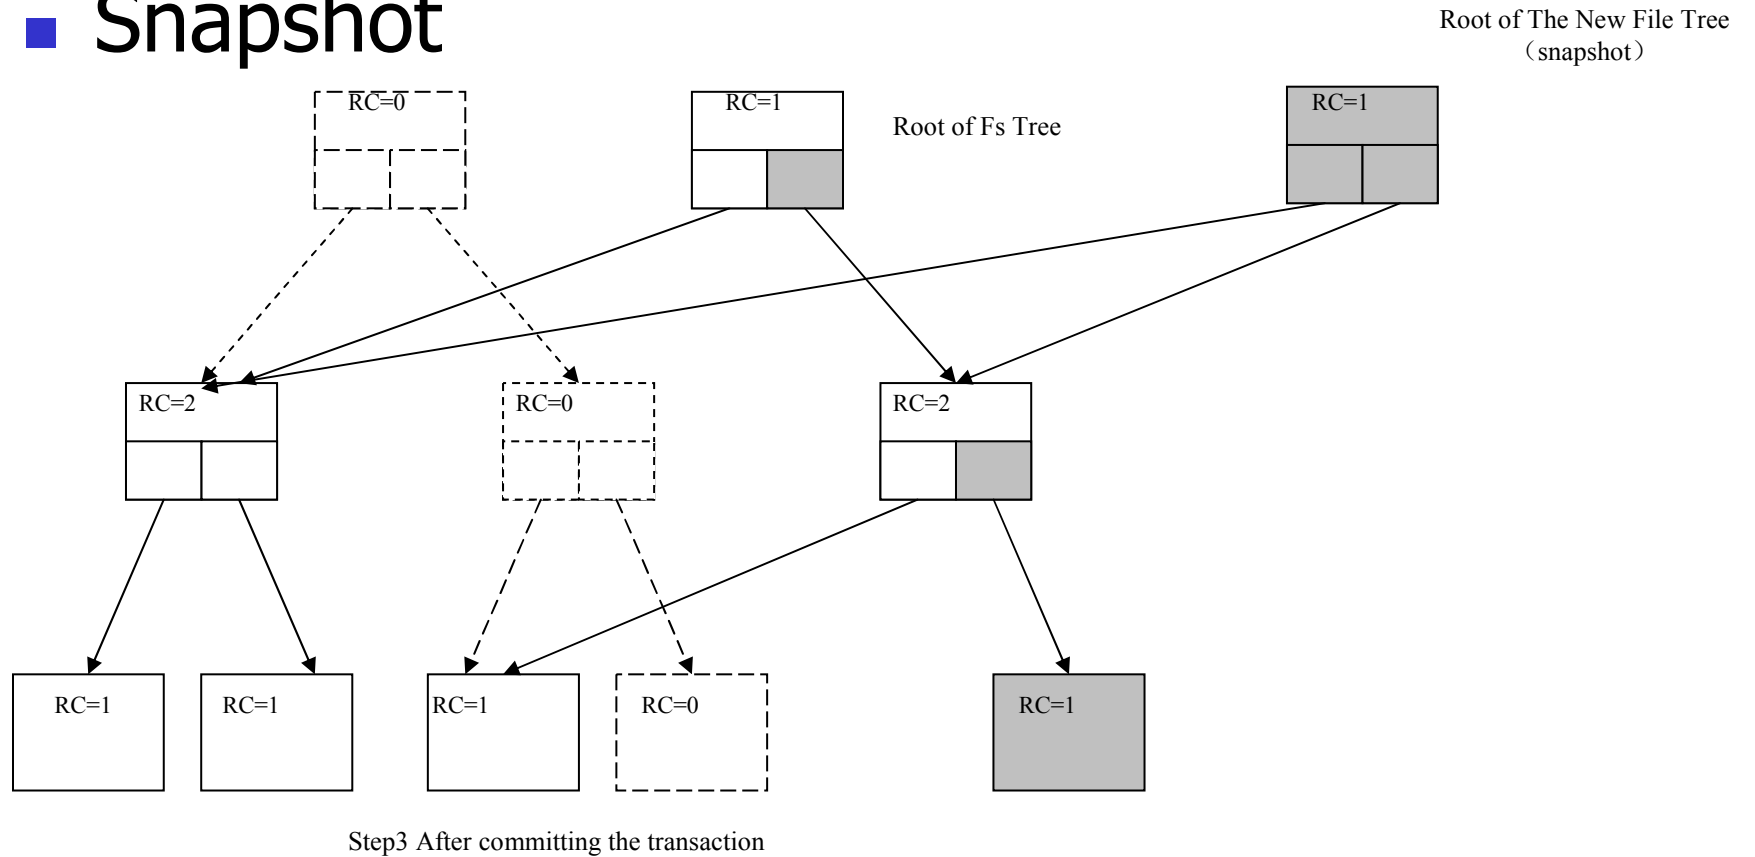 Snapshot
Root of The New File Tree
（snapshot）
RC=0
RC=1
Root of Fs Tree
RC=1
RC=2
RC=0
RC=2
RC=1
RC=1
RC=1
RC=0
RC=1
Step3 After committing the transaction